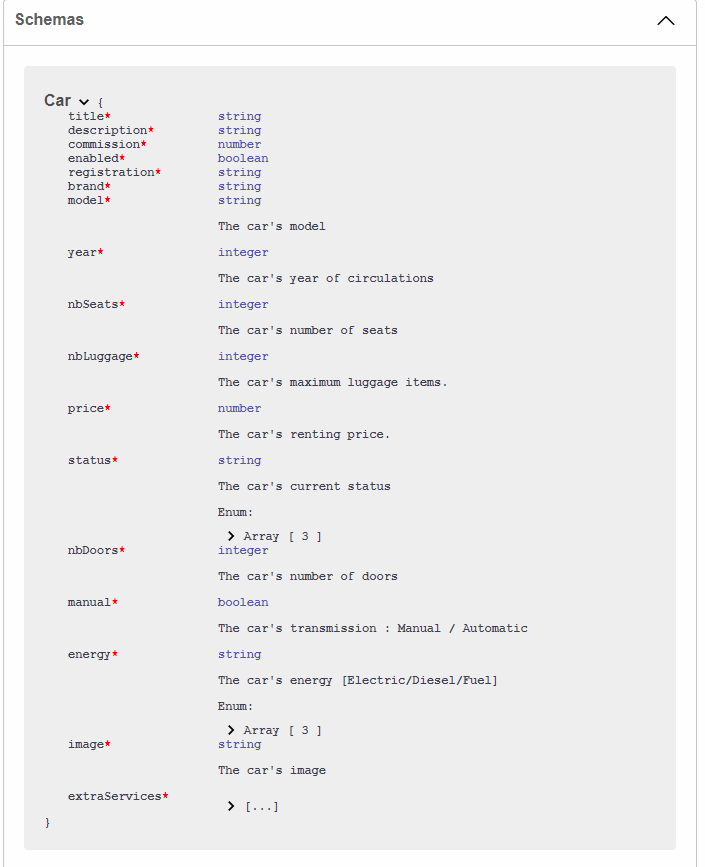 Schemas
Car {
title* string
description* string
commission* number
enabled* boolean
registration* string
brand* string
model* string
The car's model
year* integer
The car's year of circulations
nbSeats* integer
The car's number of seats
nbLuggage* integer
The car's maximum luggage items.
price* number
The car's renting price.
status* string
The car's current status
Enum:
Array [ 3 ]
nbDoors* integer
The car's number of doors
manual* boolean
The car's transmission : Manual / Automatic
energy* string
The car's energy [Electric/Diesel/Fuel]
Enum:
Array [ 3 ]
image* string
The car's image
extraServices*
[...]
}